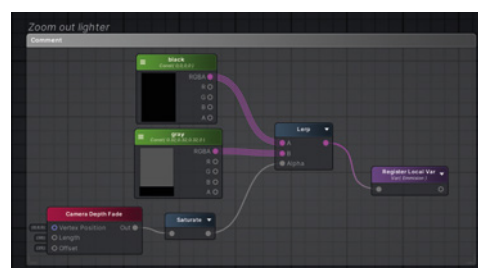 Zoom out lighter
Comment
black
RGBA
R
G
B
A
gray
RGBA
R
G
B
A
Lerp
A
B
Alpha
Register Local Var
Camera Depth Fade
Vertex Position Out
Length
Offset
Saturate